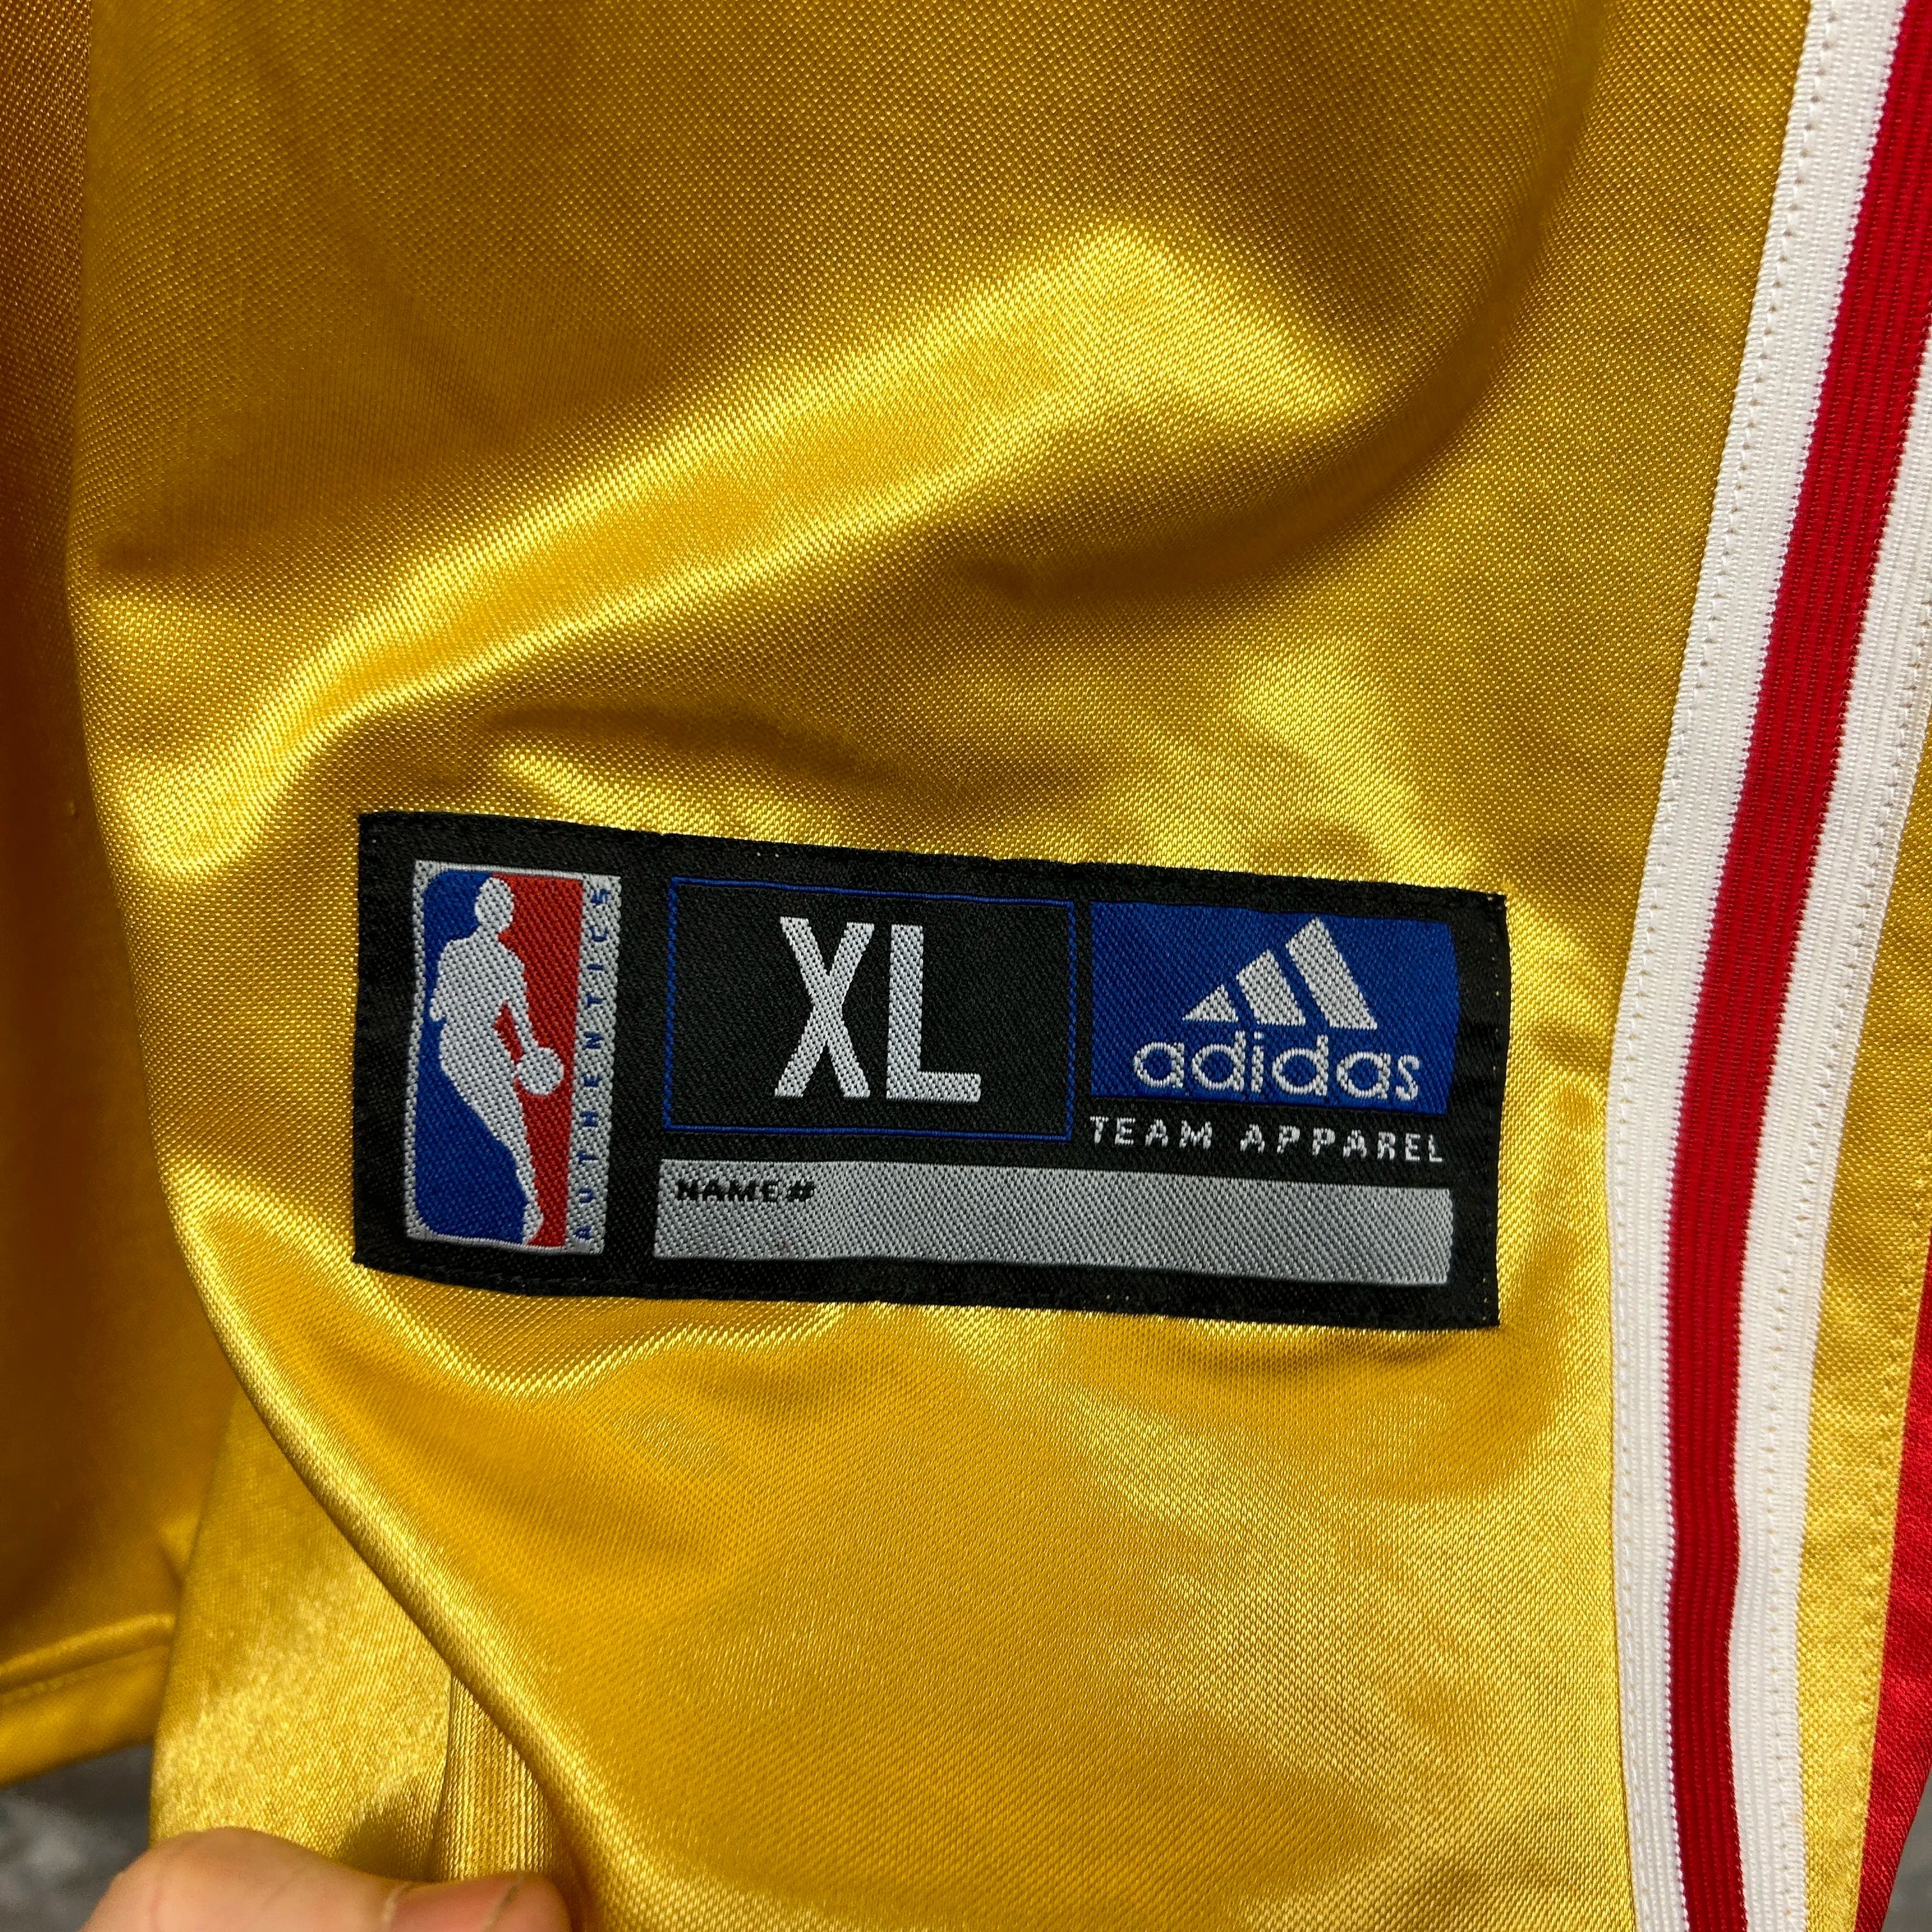 AUTHENTICS
XL
adidas
TEAM APPAREL
NAME#